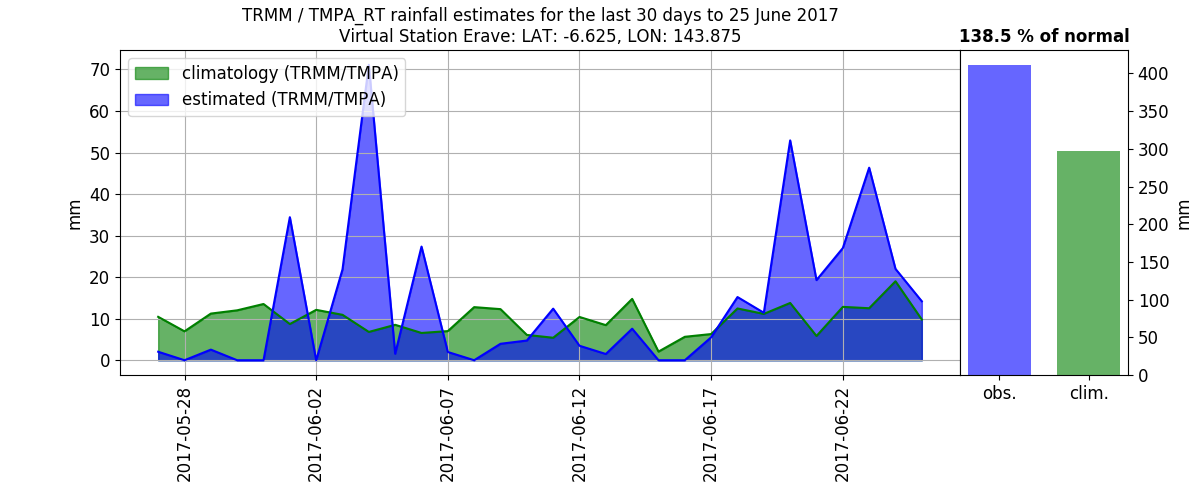 TRMM / TMPA_RT rainfall estimates for the last 30 days to 25 June 2017
Virtual Station Erave: LAT: -6.625, LON: 143.875
138.5 % of normal
climatology (TRMM/TMPA)
estimated (TRMM/TMPA)
mm
70
60
50
40
30
20
10
0
2017-05-28
2017-06-02
2017-06-07
2017-06-12
2017-06-17
2017-06-22
400
350
300
250
200
150
100
50
0
mm
obs.
clim.